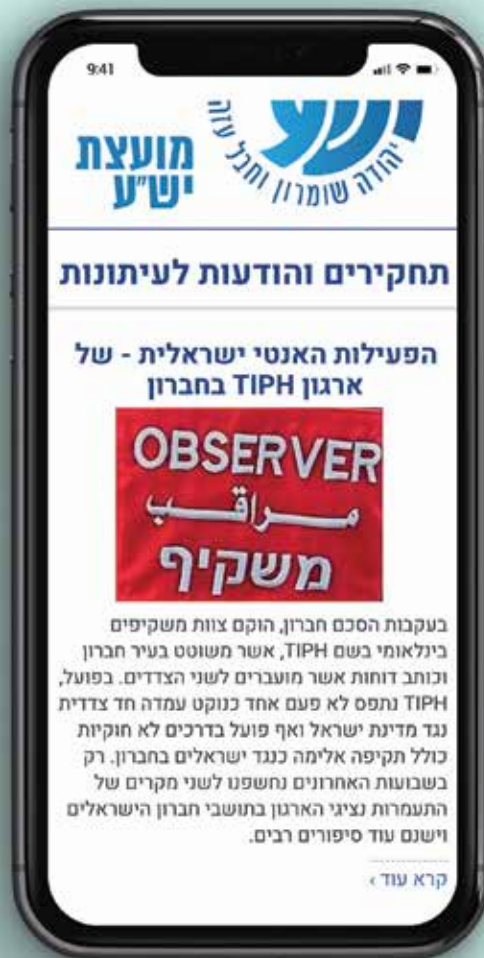 9:41
מועצת
יש"ע
יש"ע
יהודה שומרון וחבל עזה
תחקירים והודעות לעיתונות
הפעילות האנטי ישראלית - של
ארגון TIPH בחברון
OBSERVER
مراقب
משקיף
בעקבות הסכם חברון, הוקם צוות משקיפים
בינלאומי בשם TIPH, אשר משוטט בעיר חברון
וכותב דוחות אשר מועברים לשני הצדדים. בפועל,
TIPH נתפס לא פעם אחד כנוקט עמדה חד צדדית
נגד מדינת ישראל ואף פועל בדרכים לא חוקיות
כולל תקיפה אלימה כנגד ישראלים בחברון. רק
בשבועות האחרונים נחשפנו לשני מקרים של
התעמרות נציגי הארגון בתושבי חברון הישראלים
וישנם עוד סיפורים רבים.
קרא עוד ›